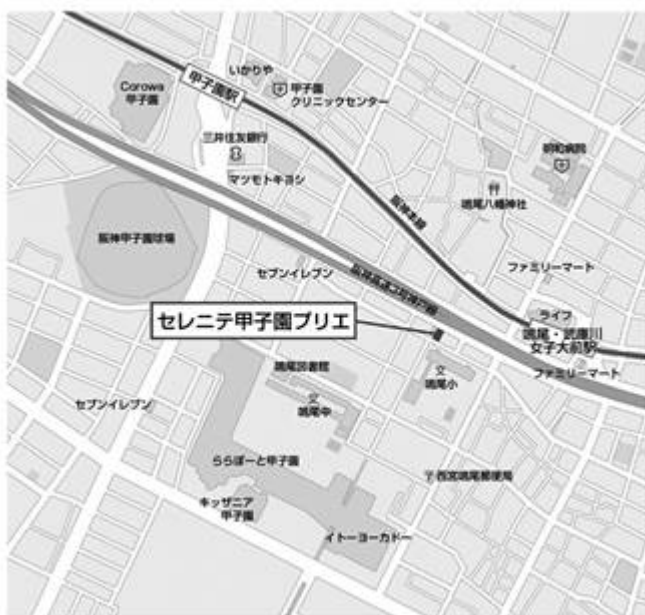 いかりや
Corowa
甲子園
甲子園駅
甲子園
クリニックセンター
三井住友銀行
明和病院
マツモトキヨシ
鳴尾八幡神社
阪神本線
阪神甲子園球場
セブンイレブン
阪神高速3号神戸線
ファミリーマート
セレニテ甲子園プリエ
ライフ
鳴尾・武庫川
女子大前駅
ファミリーマート
鳴尾図書館
文
鳴尾小
セブンイレブン
文
鳴尾中
ららぽーと甲子園
〒西宮鳴尾郵便局
キッザニア
甲子園
イトーヨーカドー